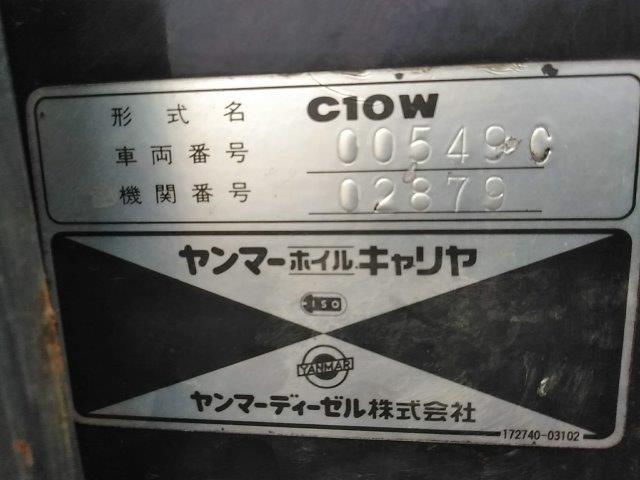 形式名 C10W
車両番号 00549C
機関番号 02879
ヤンマーホイルキャリヤ
ISO
YANMAR
ヤンマーディーゼル株式会社
172740-03102